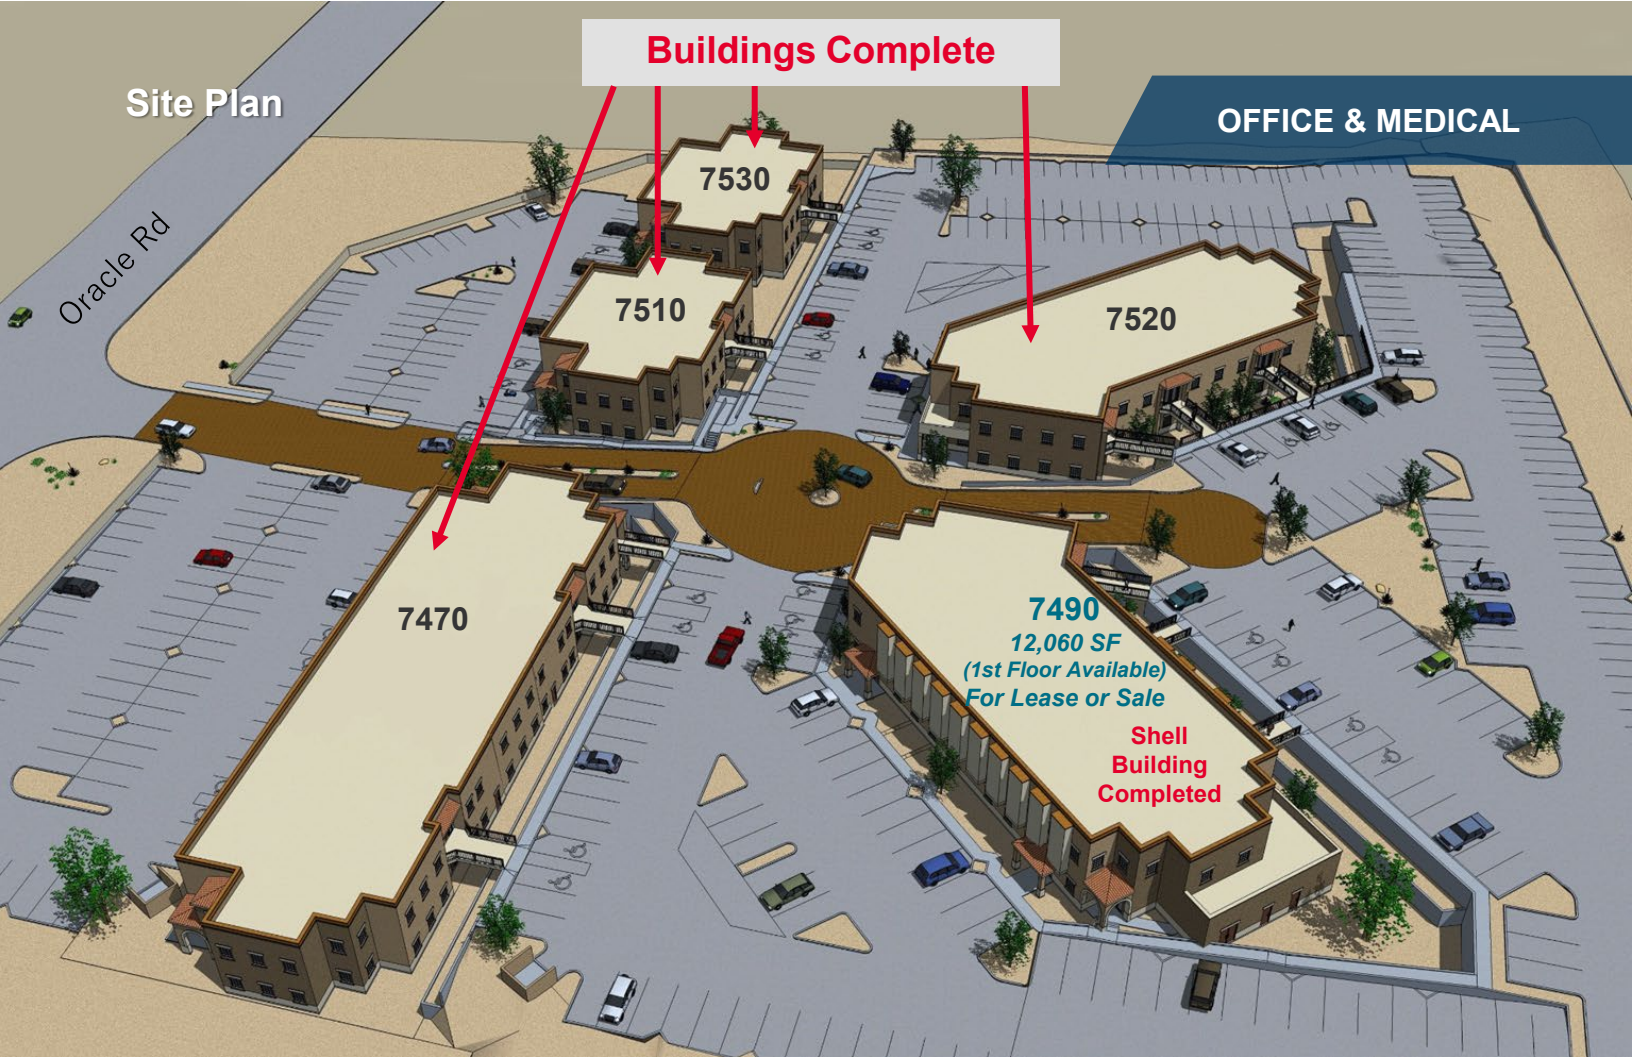 Buildings Complete
Site Plan
OFFICE & MEDICAL
7530
Oracle Rd
7510
7520
7470
7490
12,060 SF
(1st Floor Available)
For Lease or Sale
Shell
Building
Completed